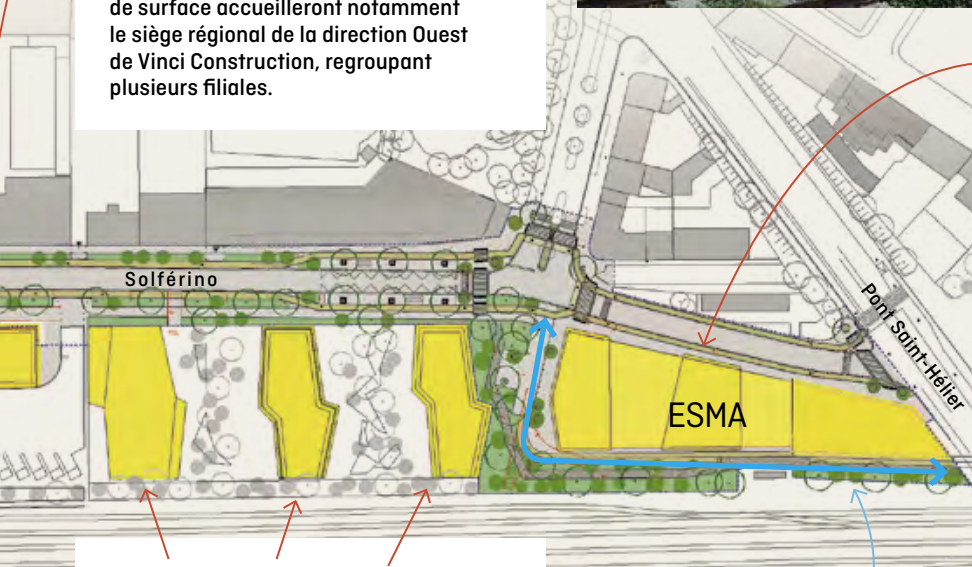 de surface accueilleront notamment
le siège régional de la direction Ouest
de Vinci Construction, regroupant
plusieurs filiales.
Solférino
Pont Saint-Hélier
ESMA